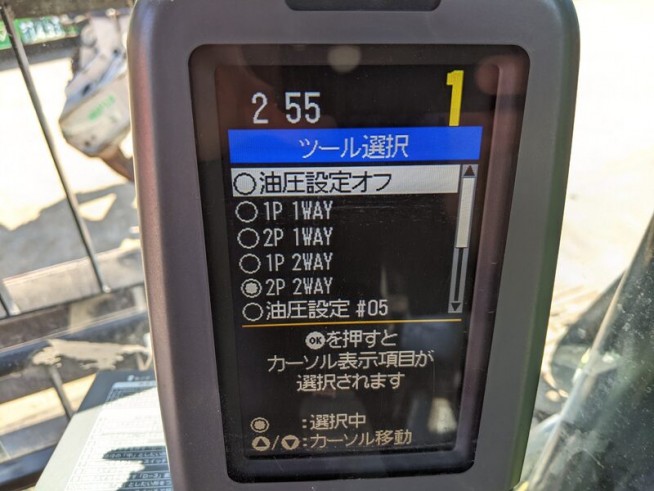 2 55
1
ツール選択
油圧設定オフ
1P 1WAY
2P 1WAY
1P 2WAY
2P 2WAY
油圧設定 #05
OKを押すと
カーソル表示項目が
選択されます
:選択中
/ :カーソル移動